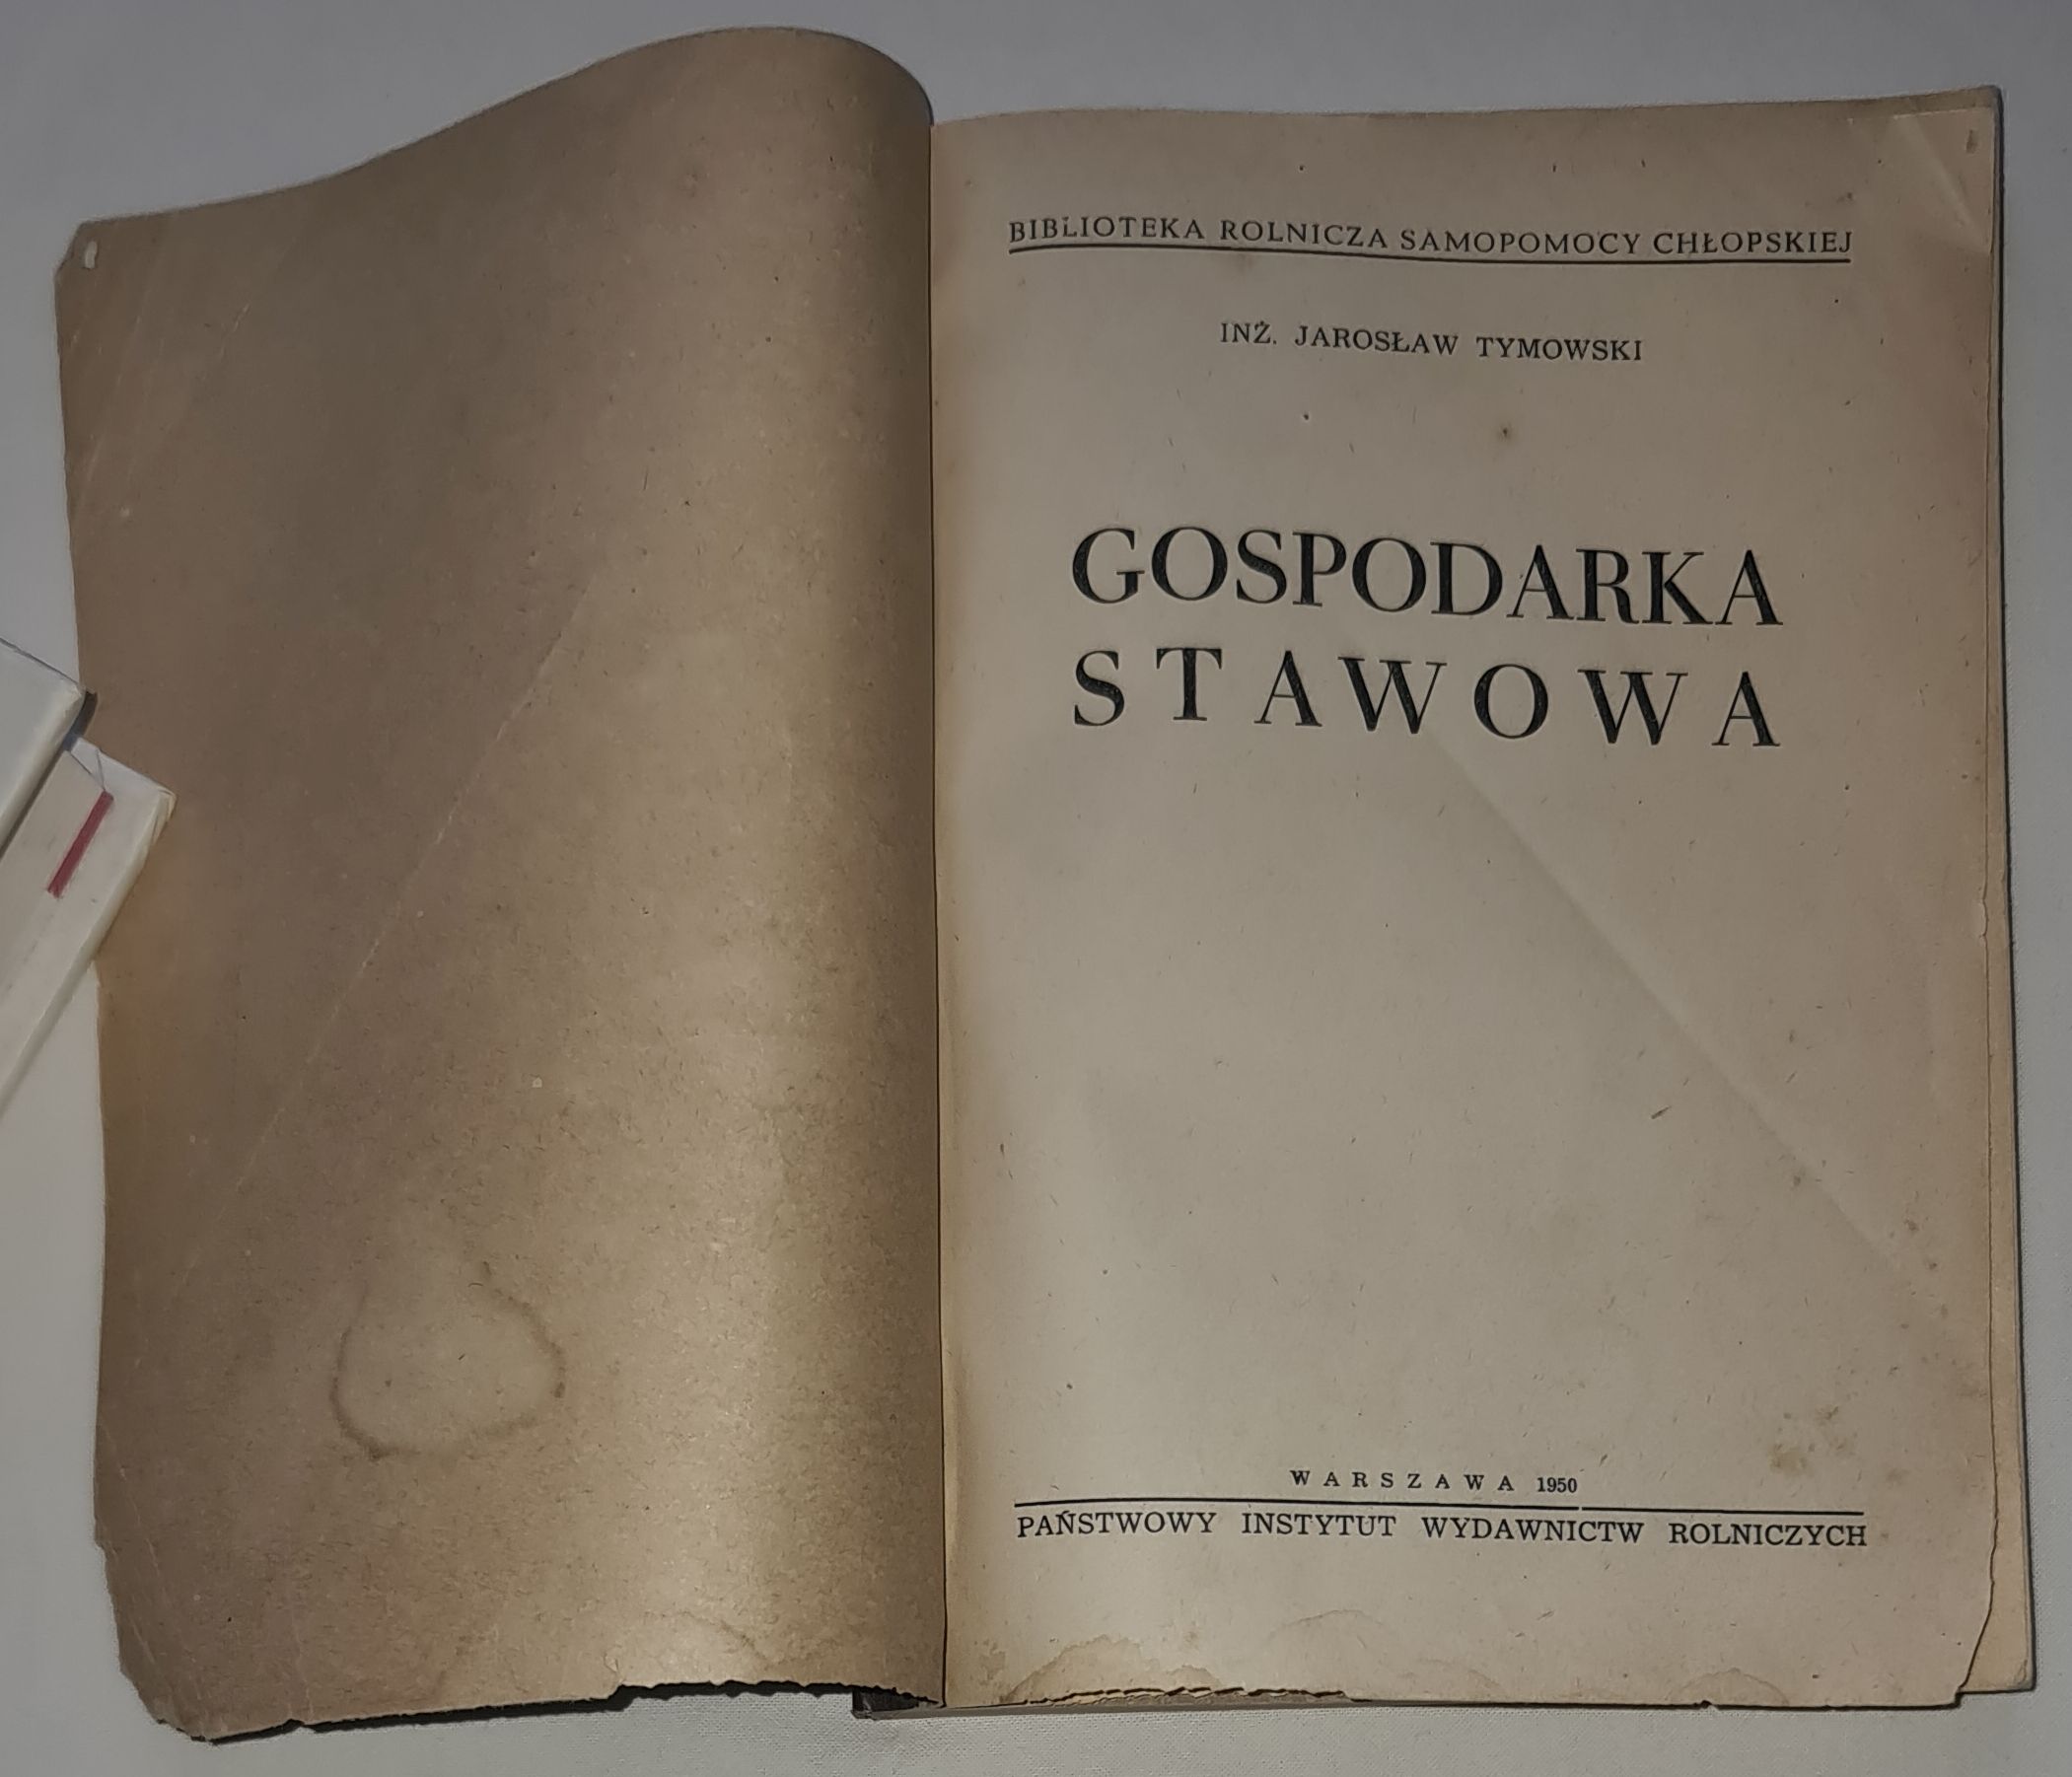 BIBLIOTEKA ROLNICZA SAMOPOMOCY CHŁOPSKIEJ
INŻ. JAROSŁAW TYMOWSKI
GOSPODARKA
STAWOWA
WARSZAWA 1950
PAŃSTWOWY INSTYTUT WYDAWNICTW ROLNICZYCH